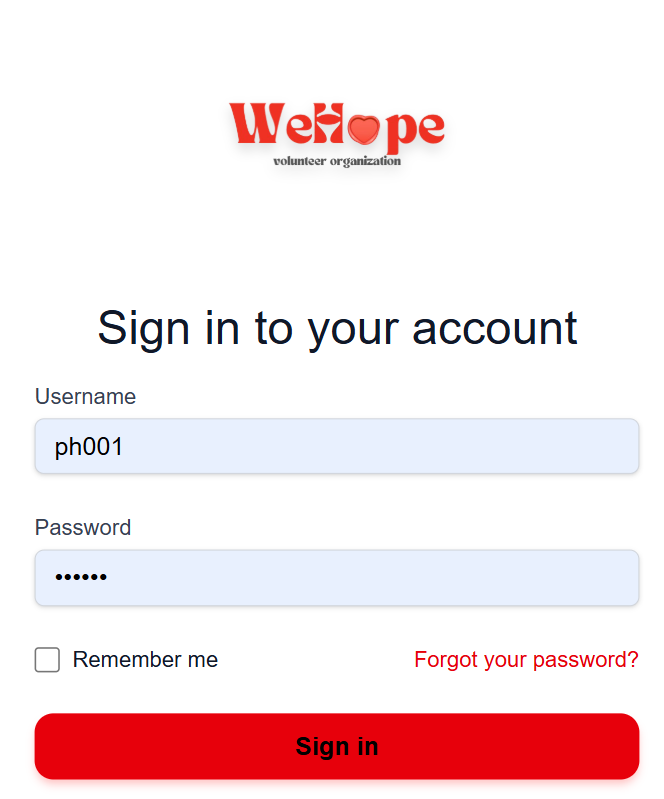 WeHope
volunteer organization
Sign in to your account
Username
ph001
Password
••••••
Remember me
Forgot your password?
Sign in